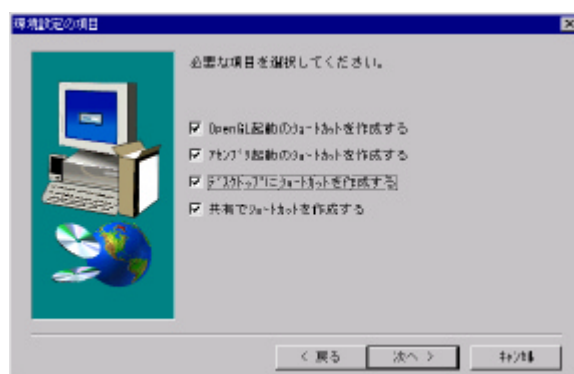 環境設定の項目
必要な項目を選択してください。
OpenGL起動のｼｮｰﾄｶｯﾄを作成する
ｱｾﾝﾌﾞﾘ起動のｼｮｰﾄｶｯﾄを作成する
ﾃﾞｽｸﾄｯﾌﾟにｼｮｰﾄｶｯﾄを作成する
共有でｼｮｰﾄｶｯﾄを作成する
< 戻る
次へ >
ｷｬﾝｾﾙ